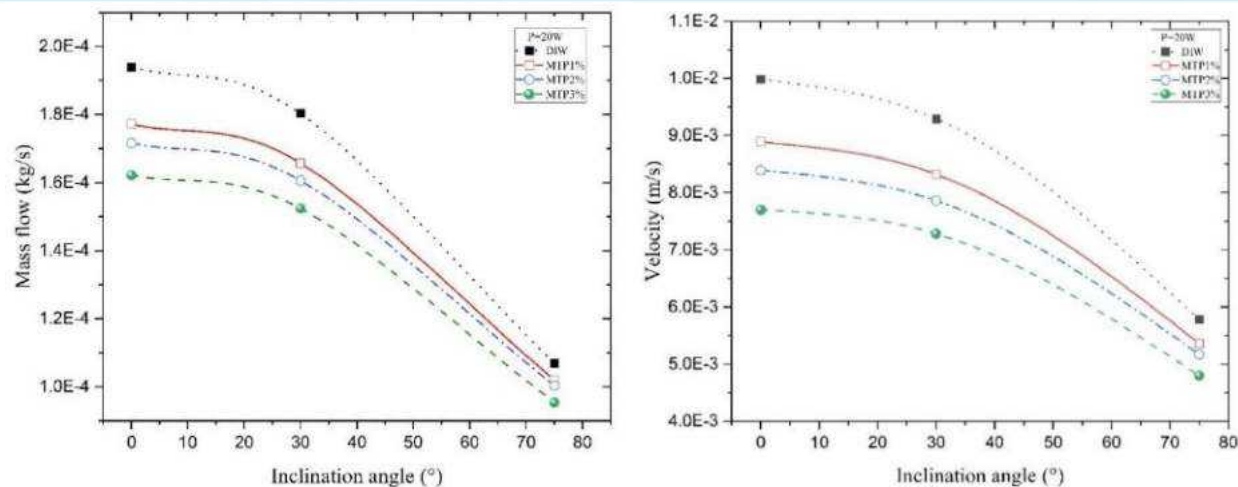 2.0E-4
1.8E-4
1.6E-4
1.4E-4
1.2E-4
1.0E-4
Mass flow (kg/s)
P=20W
DIW
MTP1%
MTP2%
MTP3%
0 10 20 30 40 50 60 70 80
Inclination angle (°)
1.1E-2
1.0E-2
9.0E-3
8.0E-3
7.0E-3
6.0E-3
5.0E-3
4.0E-3
Velocity (m/s)
P=20W
DIW
MTP1%
MTP2%
MTP3%
0 10 20 30 40 50 60 70 80
Inclination angle (°)